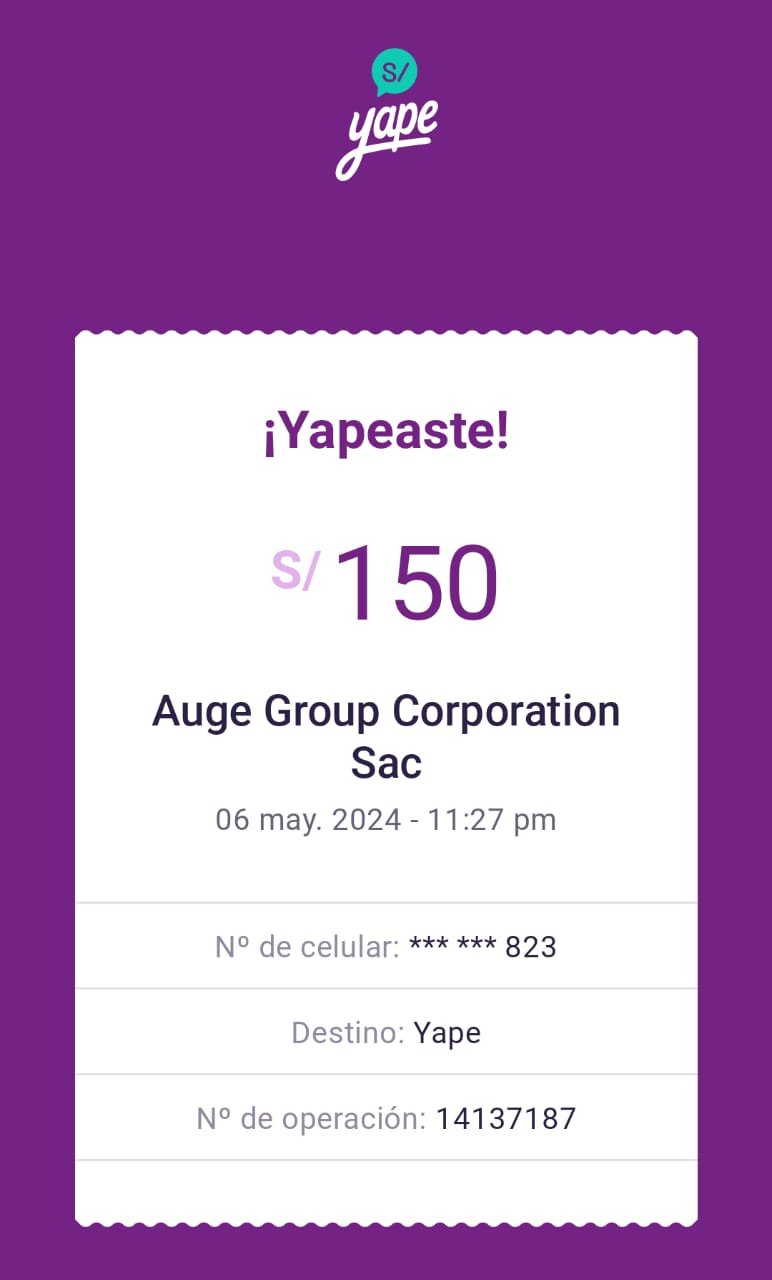 S/
yape
¡Yapeaste!
S/ 150
Auge Group Corporation
Sac
06 may. 2024 - 11:27 pm
Nº de celular: *** *** 823
Destino: Yape
Nº de operación: 14137187